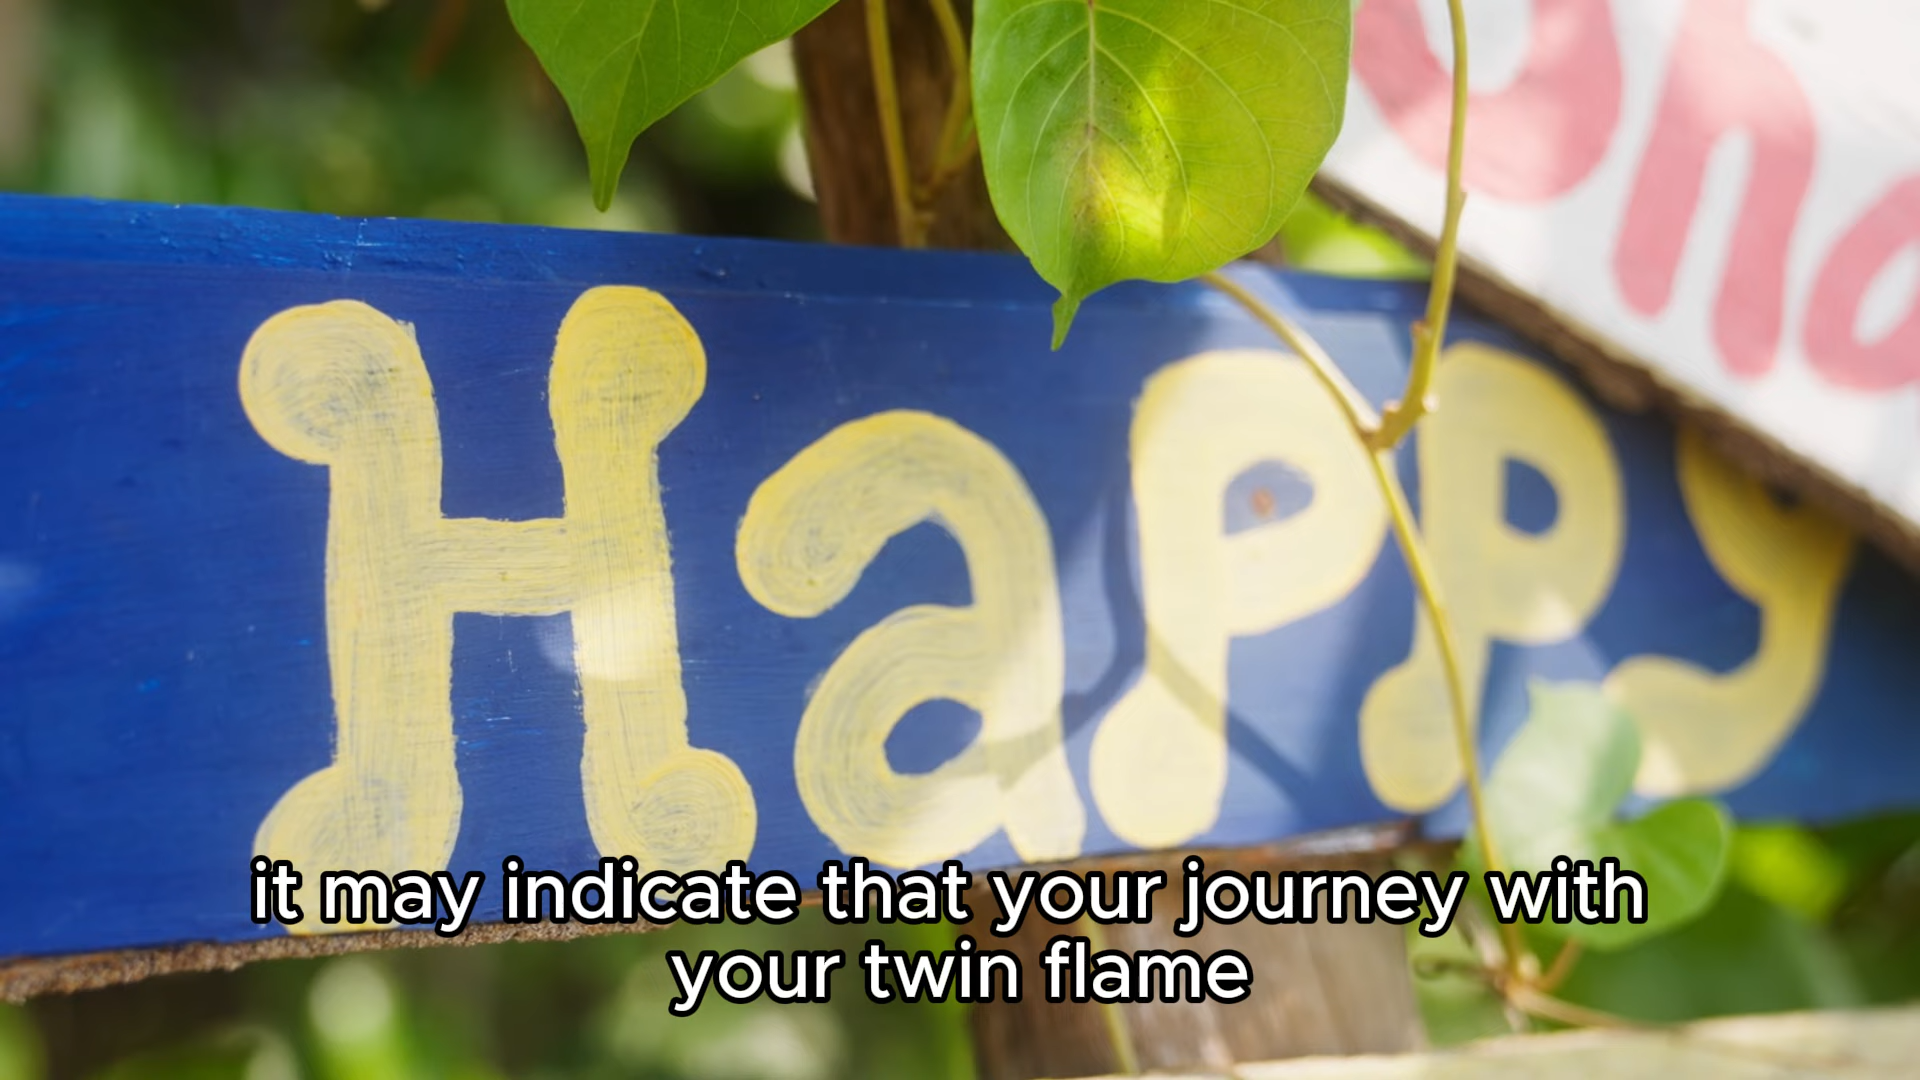 Happy
it may indicate that your journey with
your twin flame